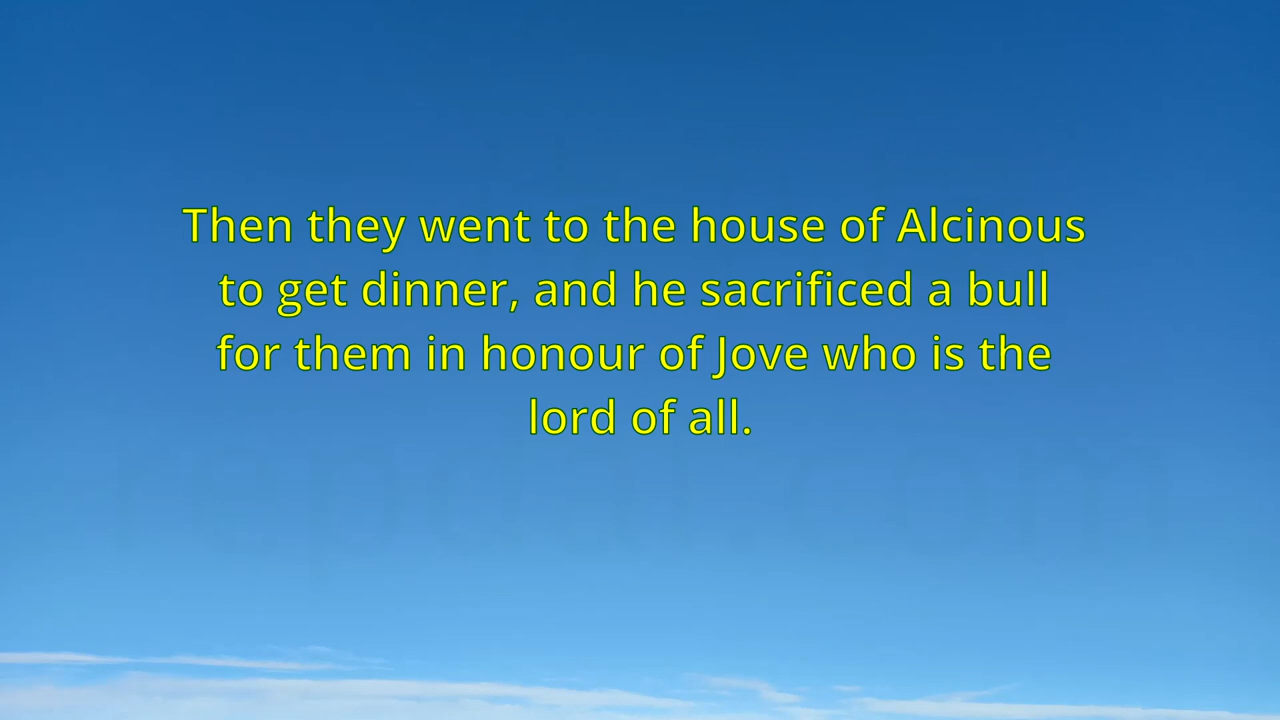 Then they went to the house of Alcinous
to get dinner, and he sacrificed a bull
for them in honour of Jove who is the
lord of all.